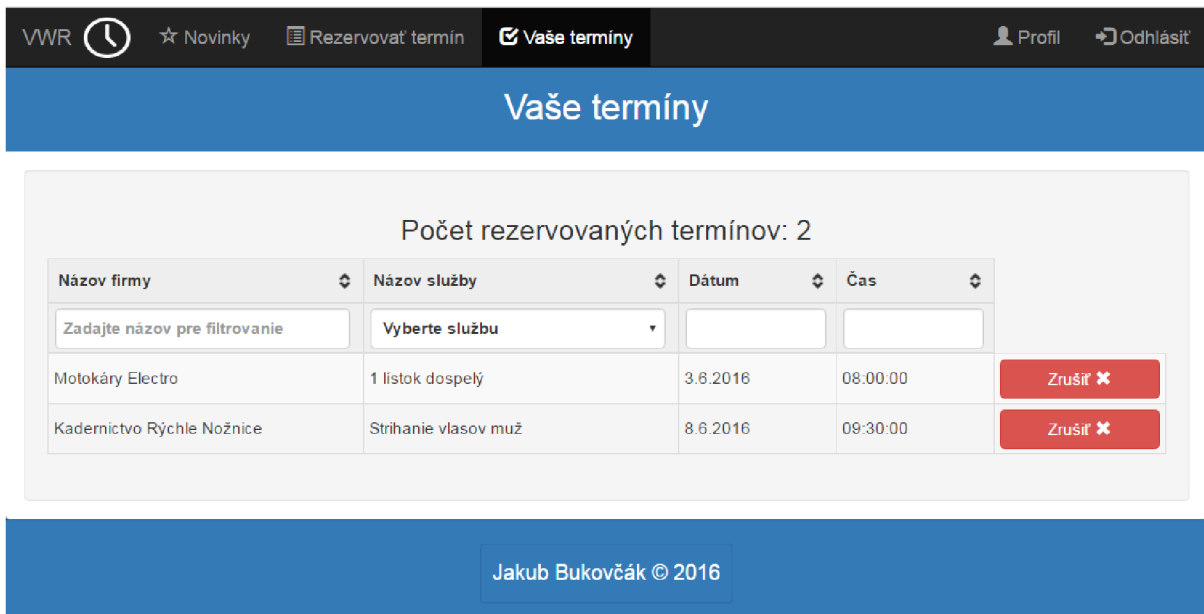 VWR Novinky Rezervovať termín Vaše termíny Profil Odhlásiť
Vaše termíny
Počet rezervovaných termínov: 2
Názov firmy Názov služby Dátum Čas
Zadajte názov pre filtrovanie Vyberte službu
Motokáry Electro 1 lístok dospelý 3.6.2016 08:00:00 Zrušiť
Kadernictvo Rýchle Nožnice Strihanie vlasov muž 8.6.2016 09:30:00 Zrušiť
Jakub Bukovčák © 2016